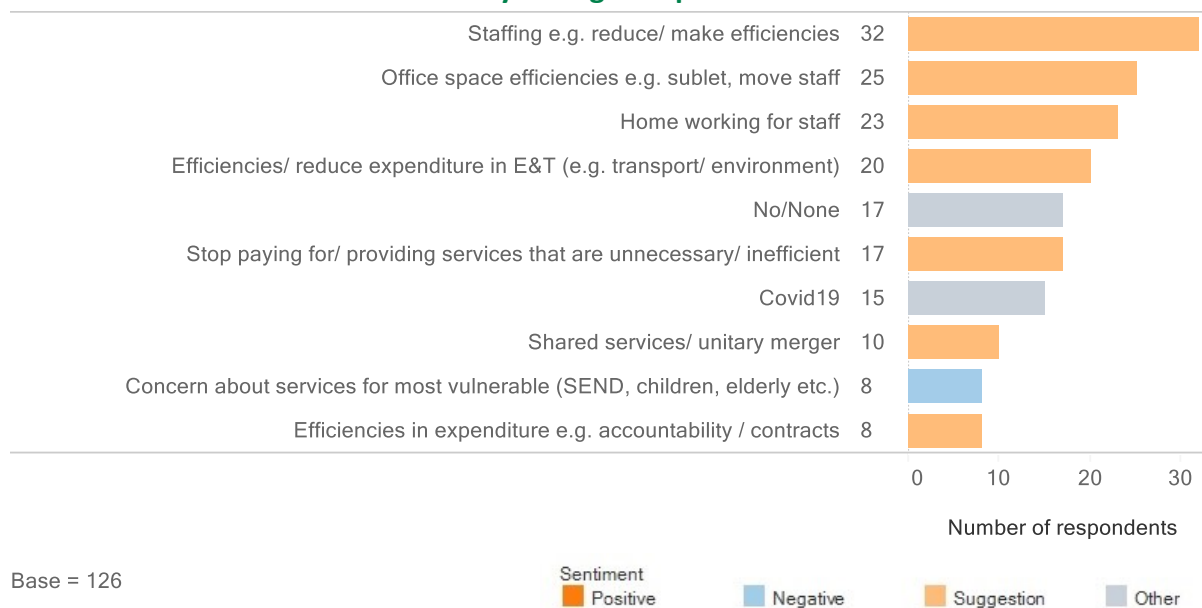 Staffing e.g. reduce/ make efficiencies 32
Office space efficiencies e.g. sublet, move staff 25
Home working for staff 23
Efficiencies/ reduce expenditure in E&T (e.g. transport/ environment) 20
No/None 17
Stop paying for/ providing services that are unnecessary/ inefficient 17
Covid19 15
Shared services/ unitary merger 10
Concern about services for most vulnerable (SEND, children, elderly etc.) 8
Efficiencies in expenditure e.g. accountability / contracts 8
0 10 20 30
Number of respondents
Base = 126
Sentiment
Positive Negative Suggestion Other